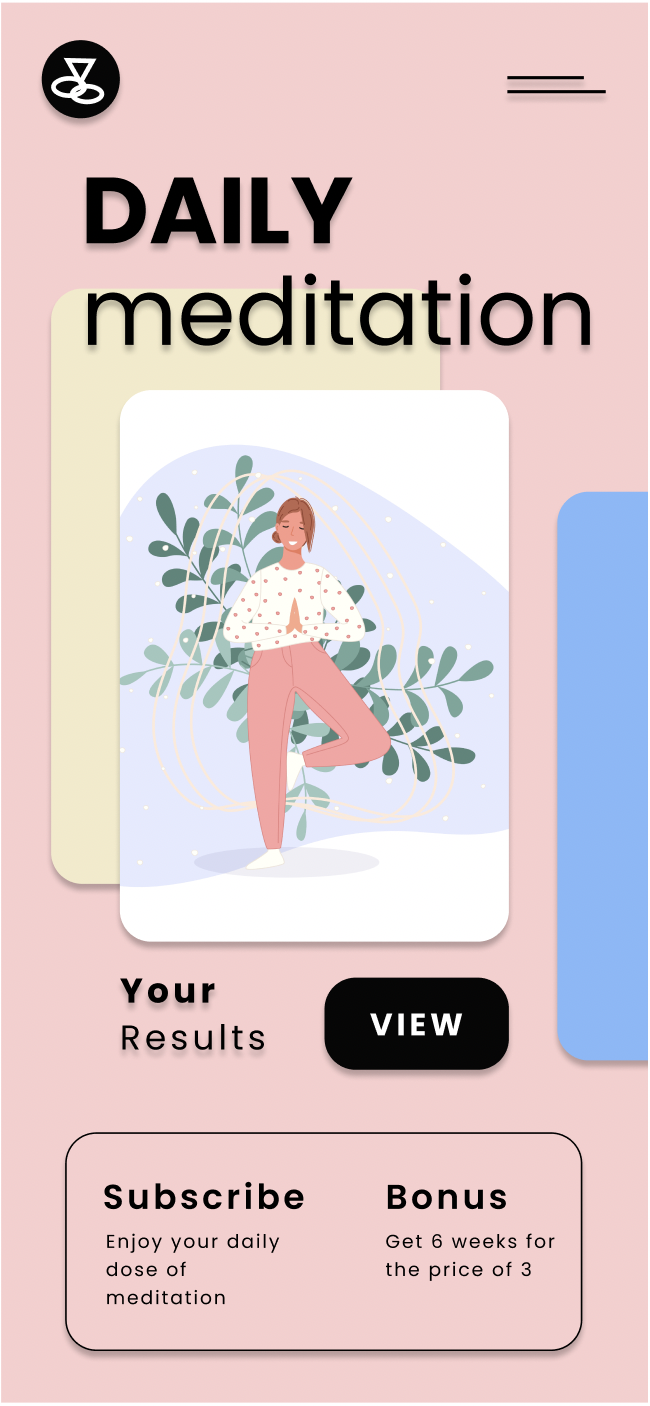 DAILY
meditation
Your
Results
VIEW
Subscribe
Enjoy your daily
dose of
meditation
Bonus
Get 6 weeks for
the price of 3